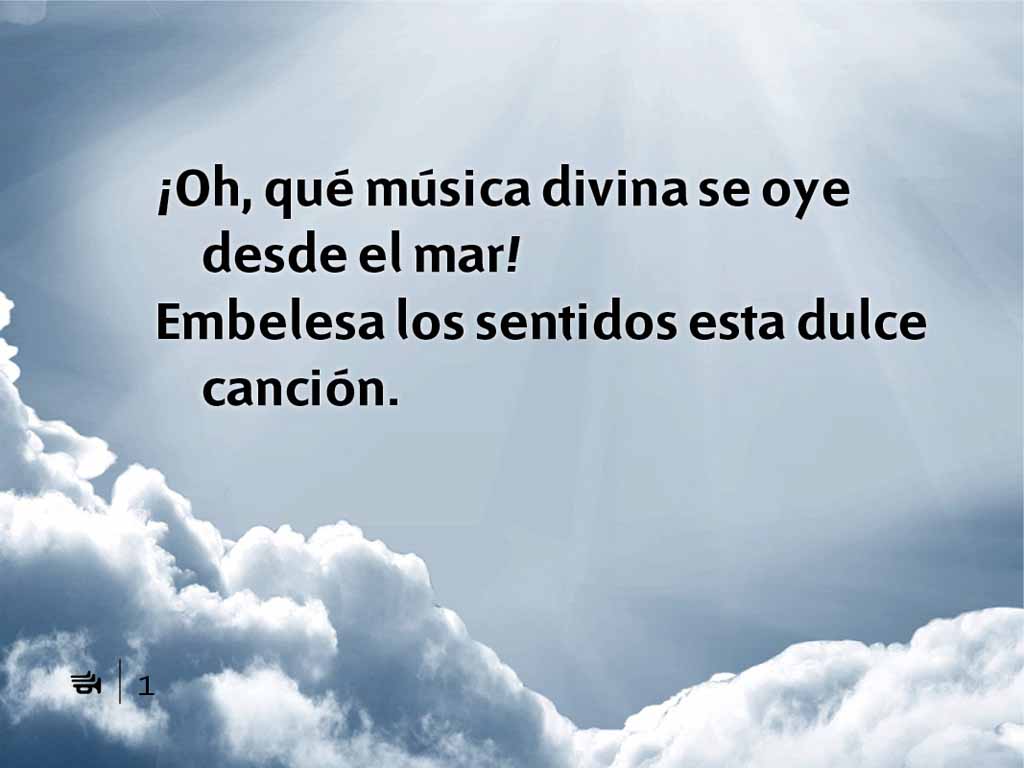 ¡Oh, qué música divina se oye
desde el mar!
Embelesa los sentidos esta dulce
canción.
1